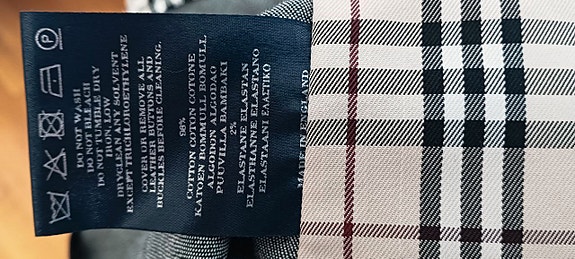 DO NOT WASH
DO NOT BLEACH
DO NOT TUMBLE DRY
IRON, LOW
DRYCLEAN ANY SOLVENT
EXCEPT TRICHLOROETHYLENE
COVER OR REMOVE ALL
LEATHER BUTTONS AND
BUCKLES BEFORE CLEANING.
98%
COTTON COTON COTONE
KATOEN BOMMULL BOMULL
ALGODON ALGODAO
PUUVILLA BAMBAKI
2%
ELASTANE ELASTAN
ELASTHANNE ELASTANO
ELASTAANI ΕΛΑΣΤΙΚΟ
MADE IN ENGLAND